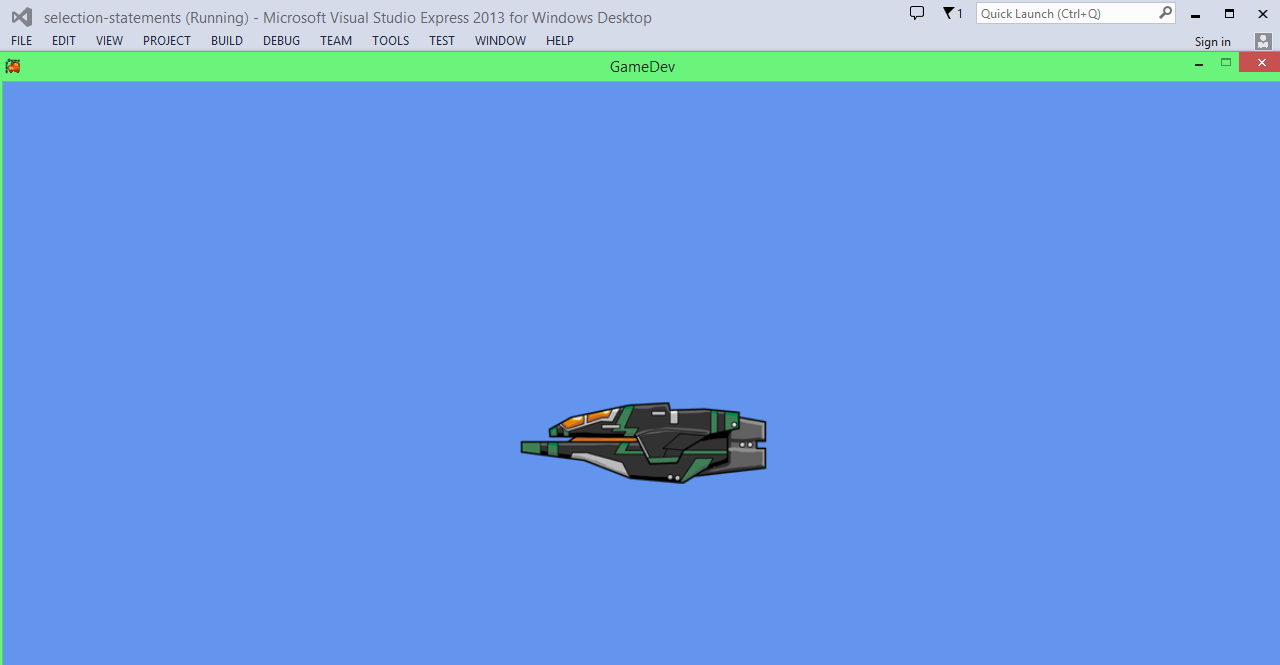 selection-statements (Running) - Microsoft Visual Studio Express 2013 for Windows Desktop
1
Quick Launch (Ctrl+Q)
FILE EDIT VIEW PROJECT BUILD DEBUG TEAM TOOLS TEST WINDOW HELP
Sign in
GameDev